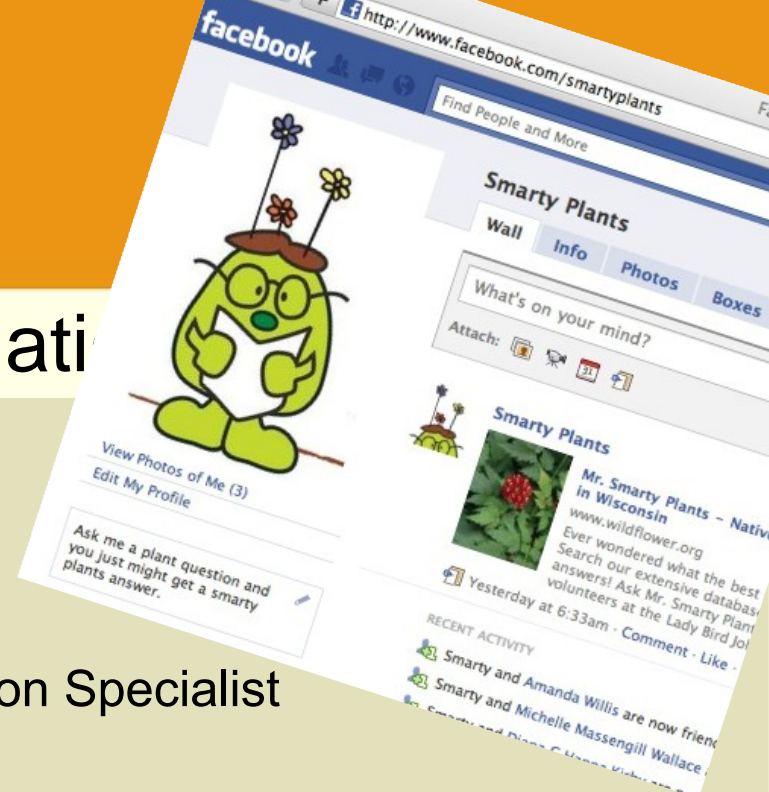 http://www.facebook.com/smartyplants
facebook
Find People and More
Smarty Plants
Wall Info Photos Boxes
What's on your mind?
Attach:
31
Smarty Plants
Mr. Smarty Plants – Nativ
in Wisconsin
www.wildflower.org
Ever wondered what the best
Search our extensive databas
answers! Ask Mr. Smarty Plan
volunteers at the Lady Bird Jo
Yesterday at 6:33am · Comment · Like ·
RECENT ACTIVITY
Smarty and Amanda Willis are now frien
Smarty and Michelle Massengill Wallace
Smarty and
View Photos of Me (3)
Edit My Profile
Ask me a plant question and
you just might get a smarty
plants answer.
ati
on Specialist